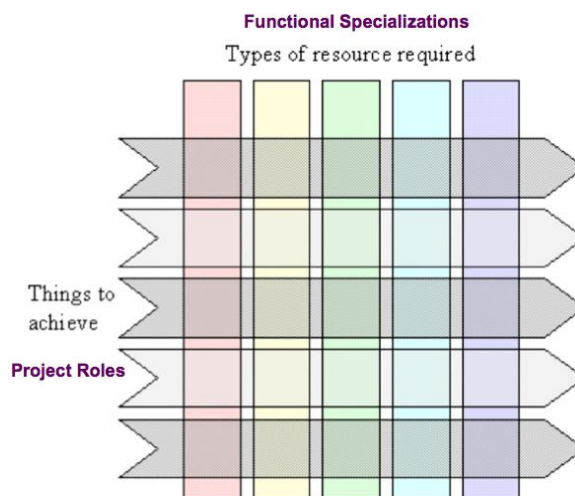 Functional Specializations
Types of resource required
Things to
achieve
Project Roles